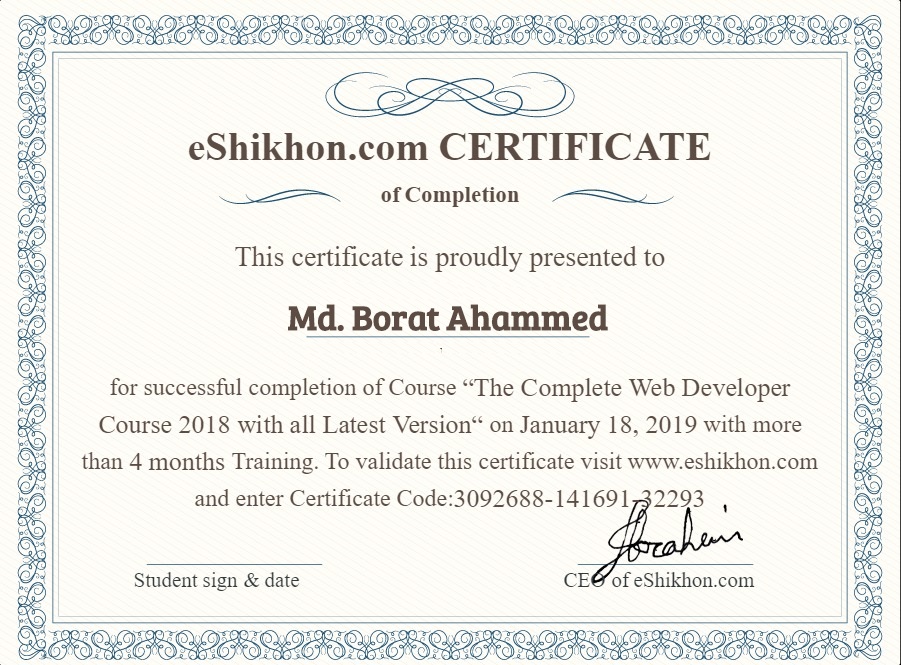 eShikhon.com CERTIFICATE
of Completion
This certificate is proudly presented to
Md. Borat Ahammed
for successful completion of Course “The Complete Web Developer
Course 2018 with all Latest Version“ on January 18, 2019 with more
than 4 months Training. To validate this certificate visit www.eshikhon.com
and enter Certificate Code:3092688-141691-32293
Ibraheim
Student sign & date
CEO of eShikhon.com